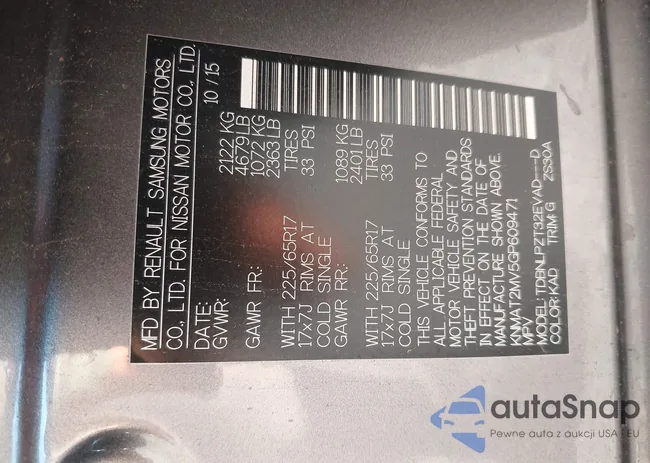 MFD BY RENAULT SAMSUNG MOTORS
CO., LTD. FOR NISSAN MOTOR CO., LTD.
DATE: 10/15
GVWR: 2122 KG
4679 LB
GAWR FR: 1072 KG
2363 LB
WITH 225/65R17 TIRES
17x7J RIMS AT 33 PSI
COLD SINGLE
GAWR RR: 1089 KG
2401 LB
WITH 225/65R17 TIRES
17x7J RIMS AT 33 PSI
COLD SINGLE
THIS VEHICLE CONFORMS TO
ALL APPLICABLE FEDERAL
MOTOR VEHICLE SAFETY AND
THEFT PREVENTION STANDARDS
IN EFFECT ON THE DATE OF
MANUFACTURE SHOWN ABOVE.
KNMAT2MV5GP609471
MPV
MODEL: TDBNLPZT32EVAD---D
COLOR: KAD TRIM: G 2S30A
autaSnap
Pewne auta z aukcji USA i EU